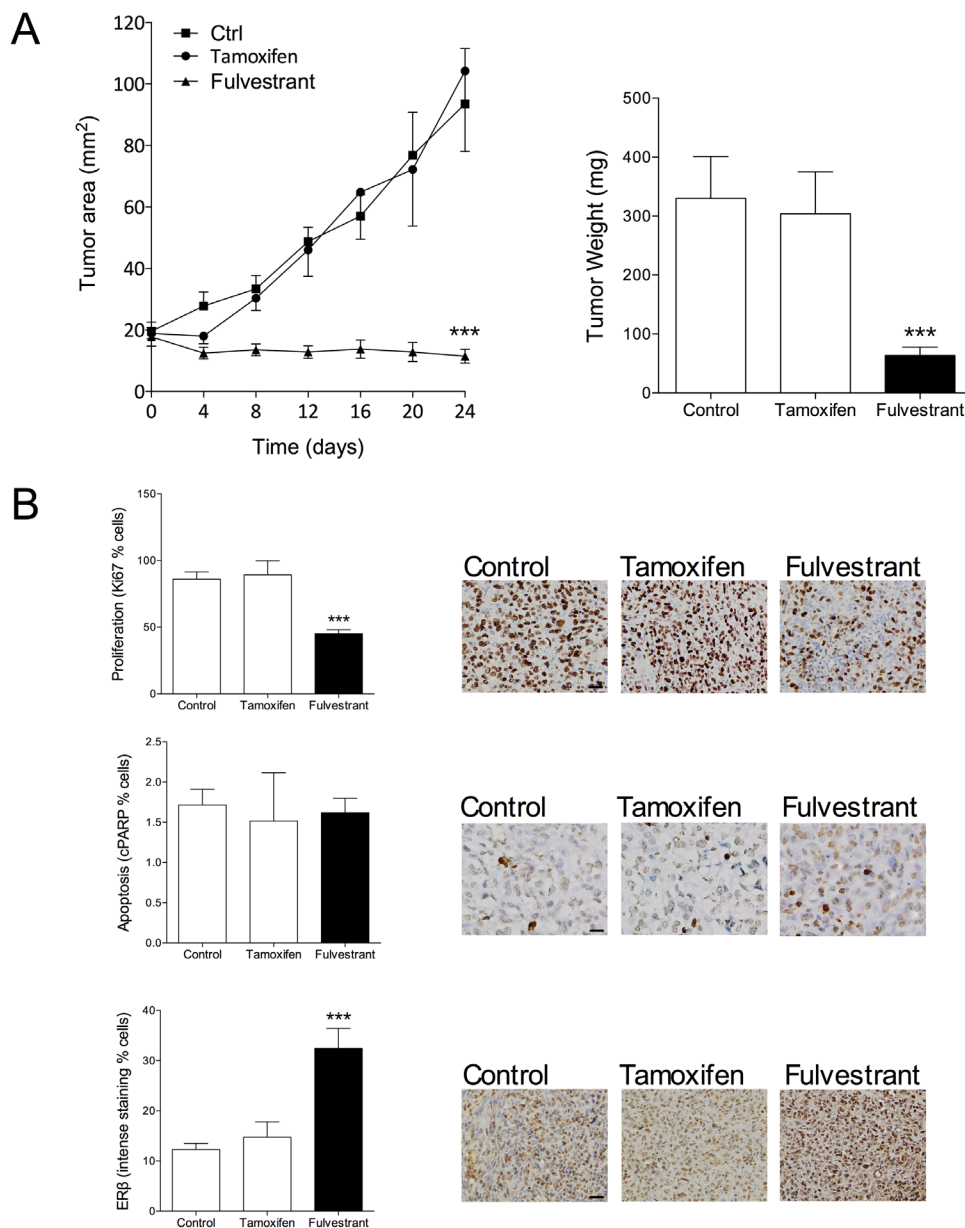 A
Ctrl
Tamoxifen
Fulvestrant
Tumor area (mm2)
120
100
80
60
40
20
0
***
0 4 8 12 16 20 24
Time (days)
Tumor Weight (mg)
500
400
300
200
100
0
***
Control Tamoxifen Fulvestrant
B
Proliferation (Ki67 % cells)
150
100
50
0
***
Control Tamoxifen Fulvestrant
Control Tamoxifen Fulvestrant
Apoptosis (cPARP % cells)
2.5
2.0
1.5
1.0
0.5
0.0
Control Tamoxifen Fulvestrant
Control Tamoxifen Fulvestrant
ERβ (intense staining % cells)
40
30
20
10
0
***
Control Tamoxifen Fulvestrant
Control Tamoxifen Fulvestrant